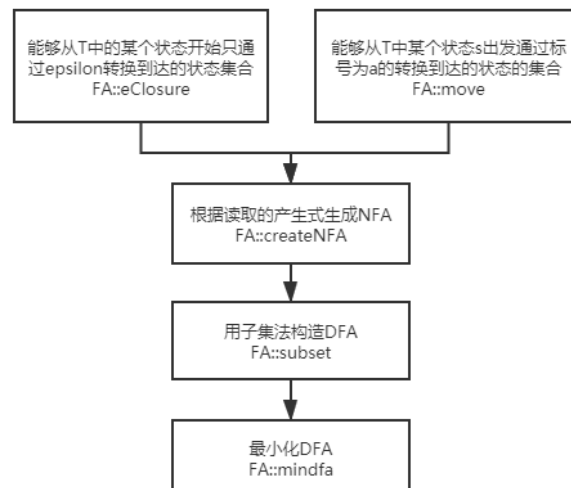 能够从T中的某个状态开始只通
过epsilon转换到达的状态集合
FA::eClosure
能够从T中某个状态s出发通过标
号为a的转换到达的状态的集合
FA::move
根据读取的产生式生成NFA
FA::createNFA
用子集法构造DFA
FA::subset
最小化DFA
FA::mindfa